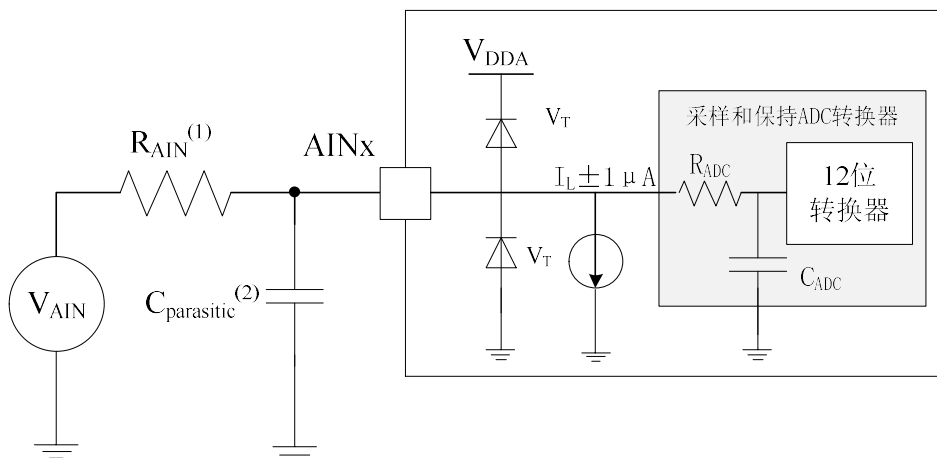 V_DDA
V_T
采样和保持ADC转换器
R_AIN^(1)
AINx
I_L±1μA
R_ADC
12位
转换器
V_T
C_ADC
V_AIN
C_parasitic^(2)